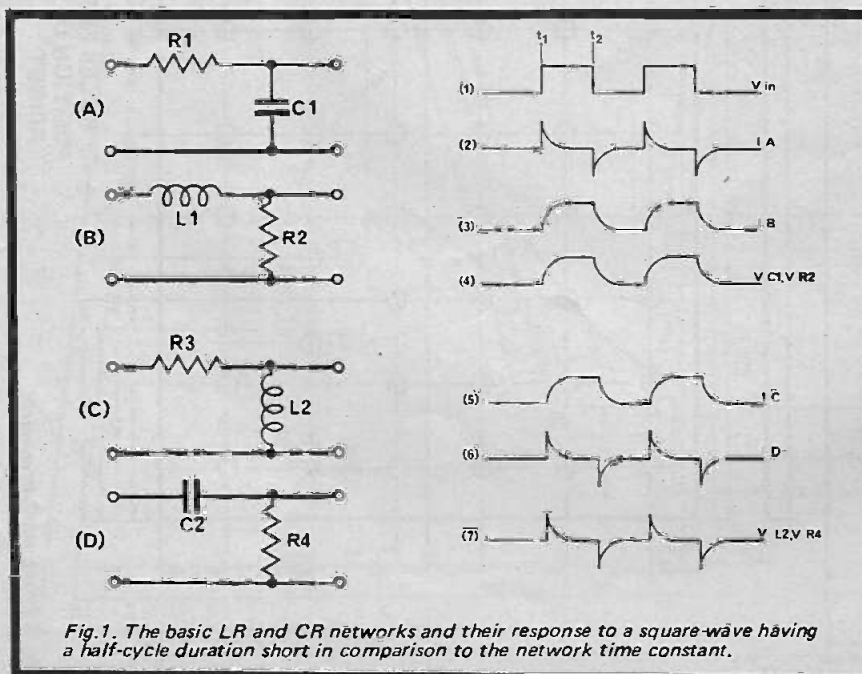 R1
(A)
C1
L1
(B)
R2
R3
(C)
L2
C2
(D)
R4
t1 t2
(1) V in
(2) I A
(3) I B
(4) V C1, V R2
(5) I C
(6) D
(7) V L2, V R4
Fig.1. The basic LR and CR networks and their response to a square-wave having
a half-cycle duration short in comparison to the network time constant.